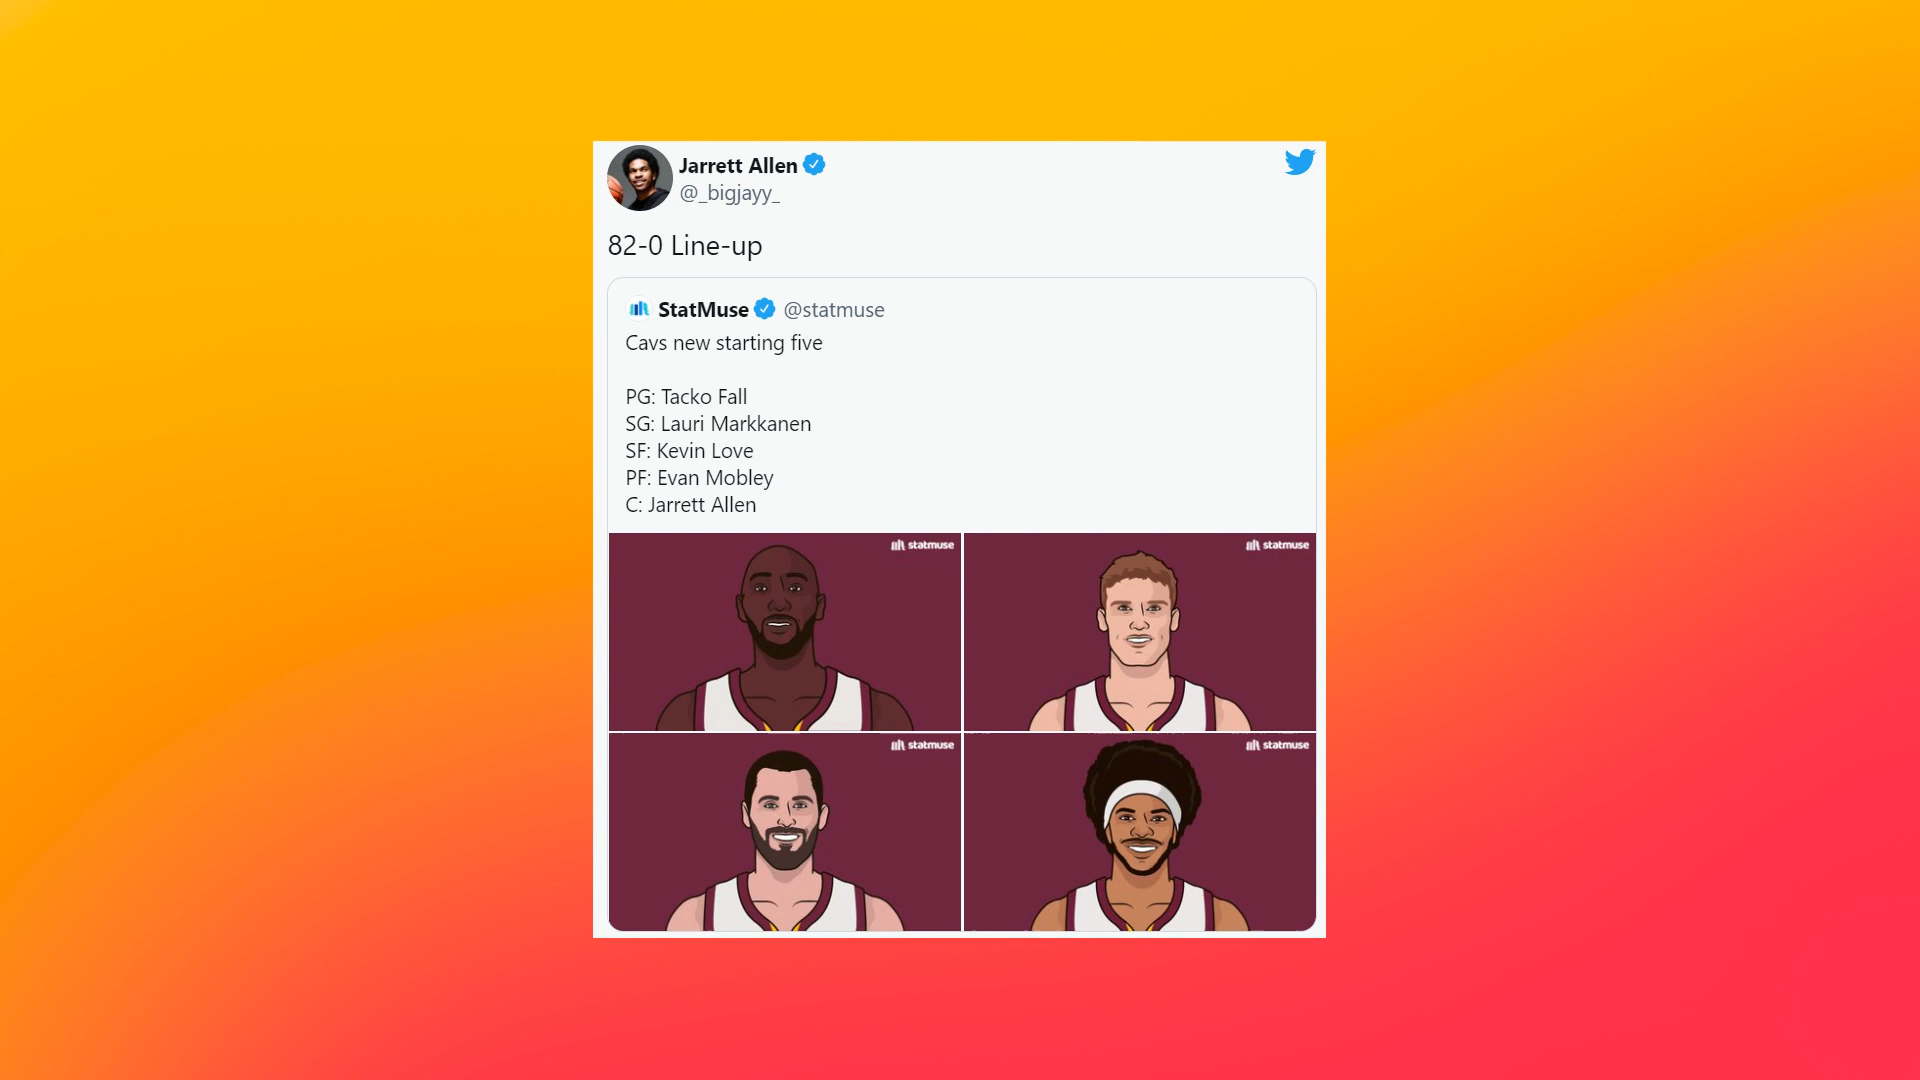 Jarrett Allen
@_bigjayy_
82-0 Line-up
StatMuse @statmuse
Cavs new starting five
PG: Tacko Fall
SG: Lauri Markkanen
SF: Kevin Love
PF: Evan Mobley
C: Jarrett Allen
statmuse
statmuse
statmuse
statmuse